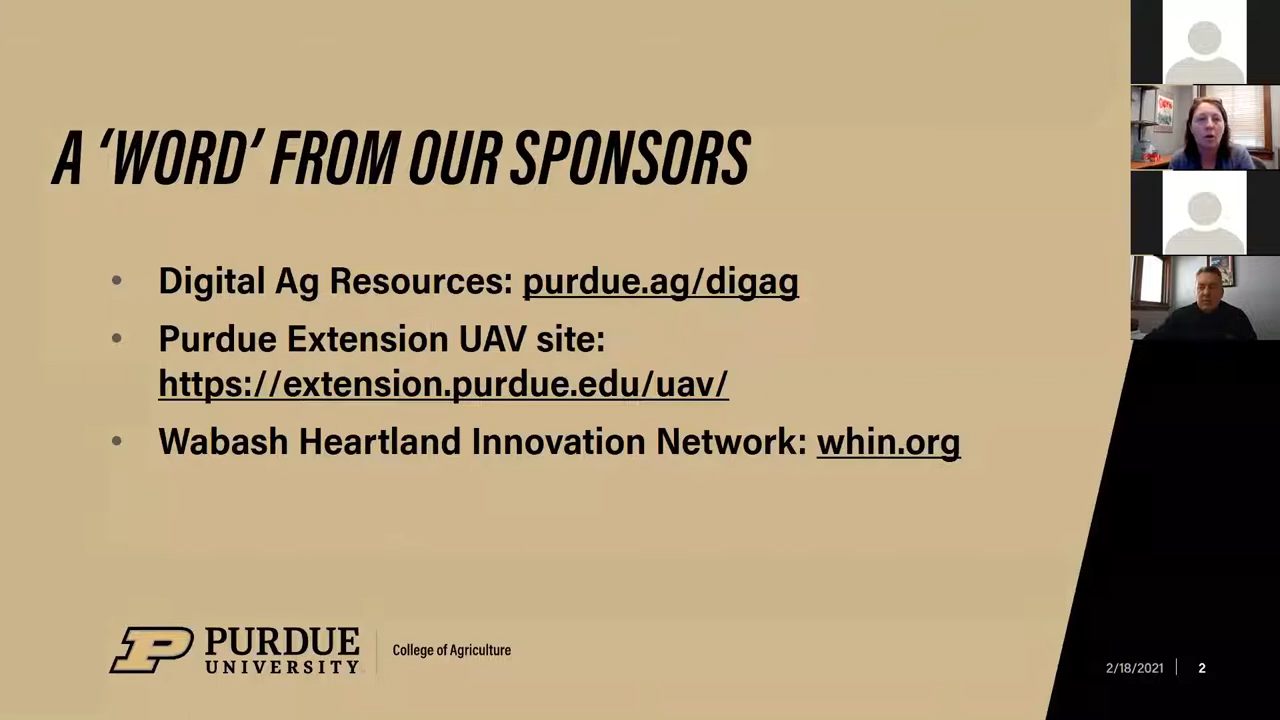 A ‘WORD’ FROM OUR SPONSORS
• Digital Ag Resources: purdue.ag/digag
• Purdue Extension UAV site:
https://extension.purdue.edu/uav/
• Wabash Heartland Innovation Network: whin.org
P PURDUE
UNIVERSITY
College of Agriculture
2/18/2021 | 2